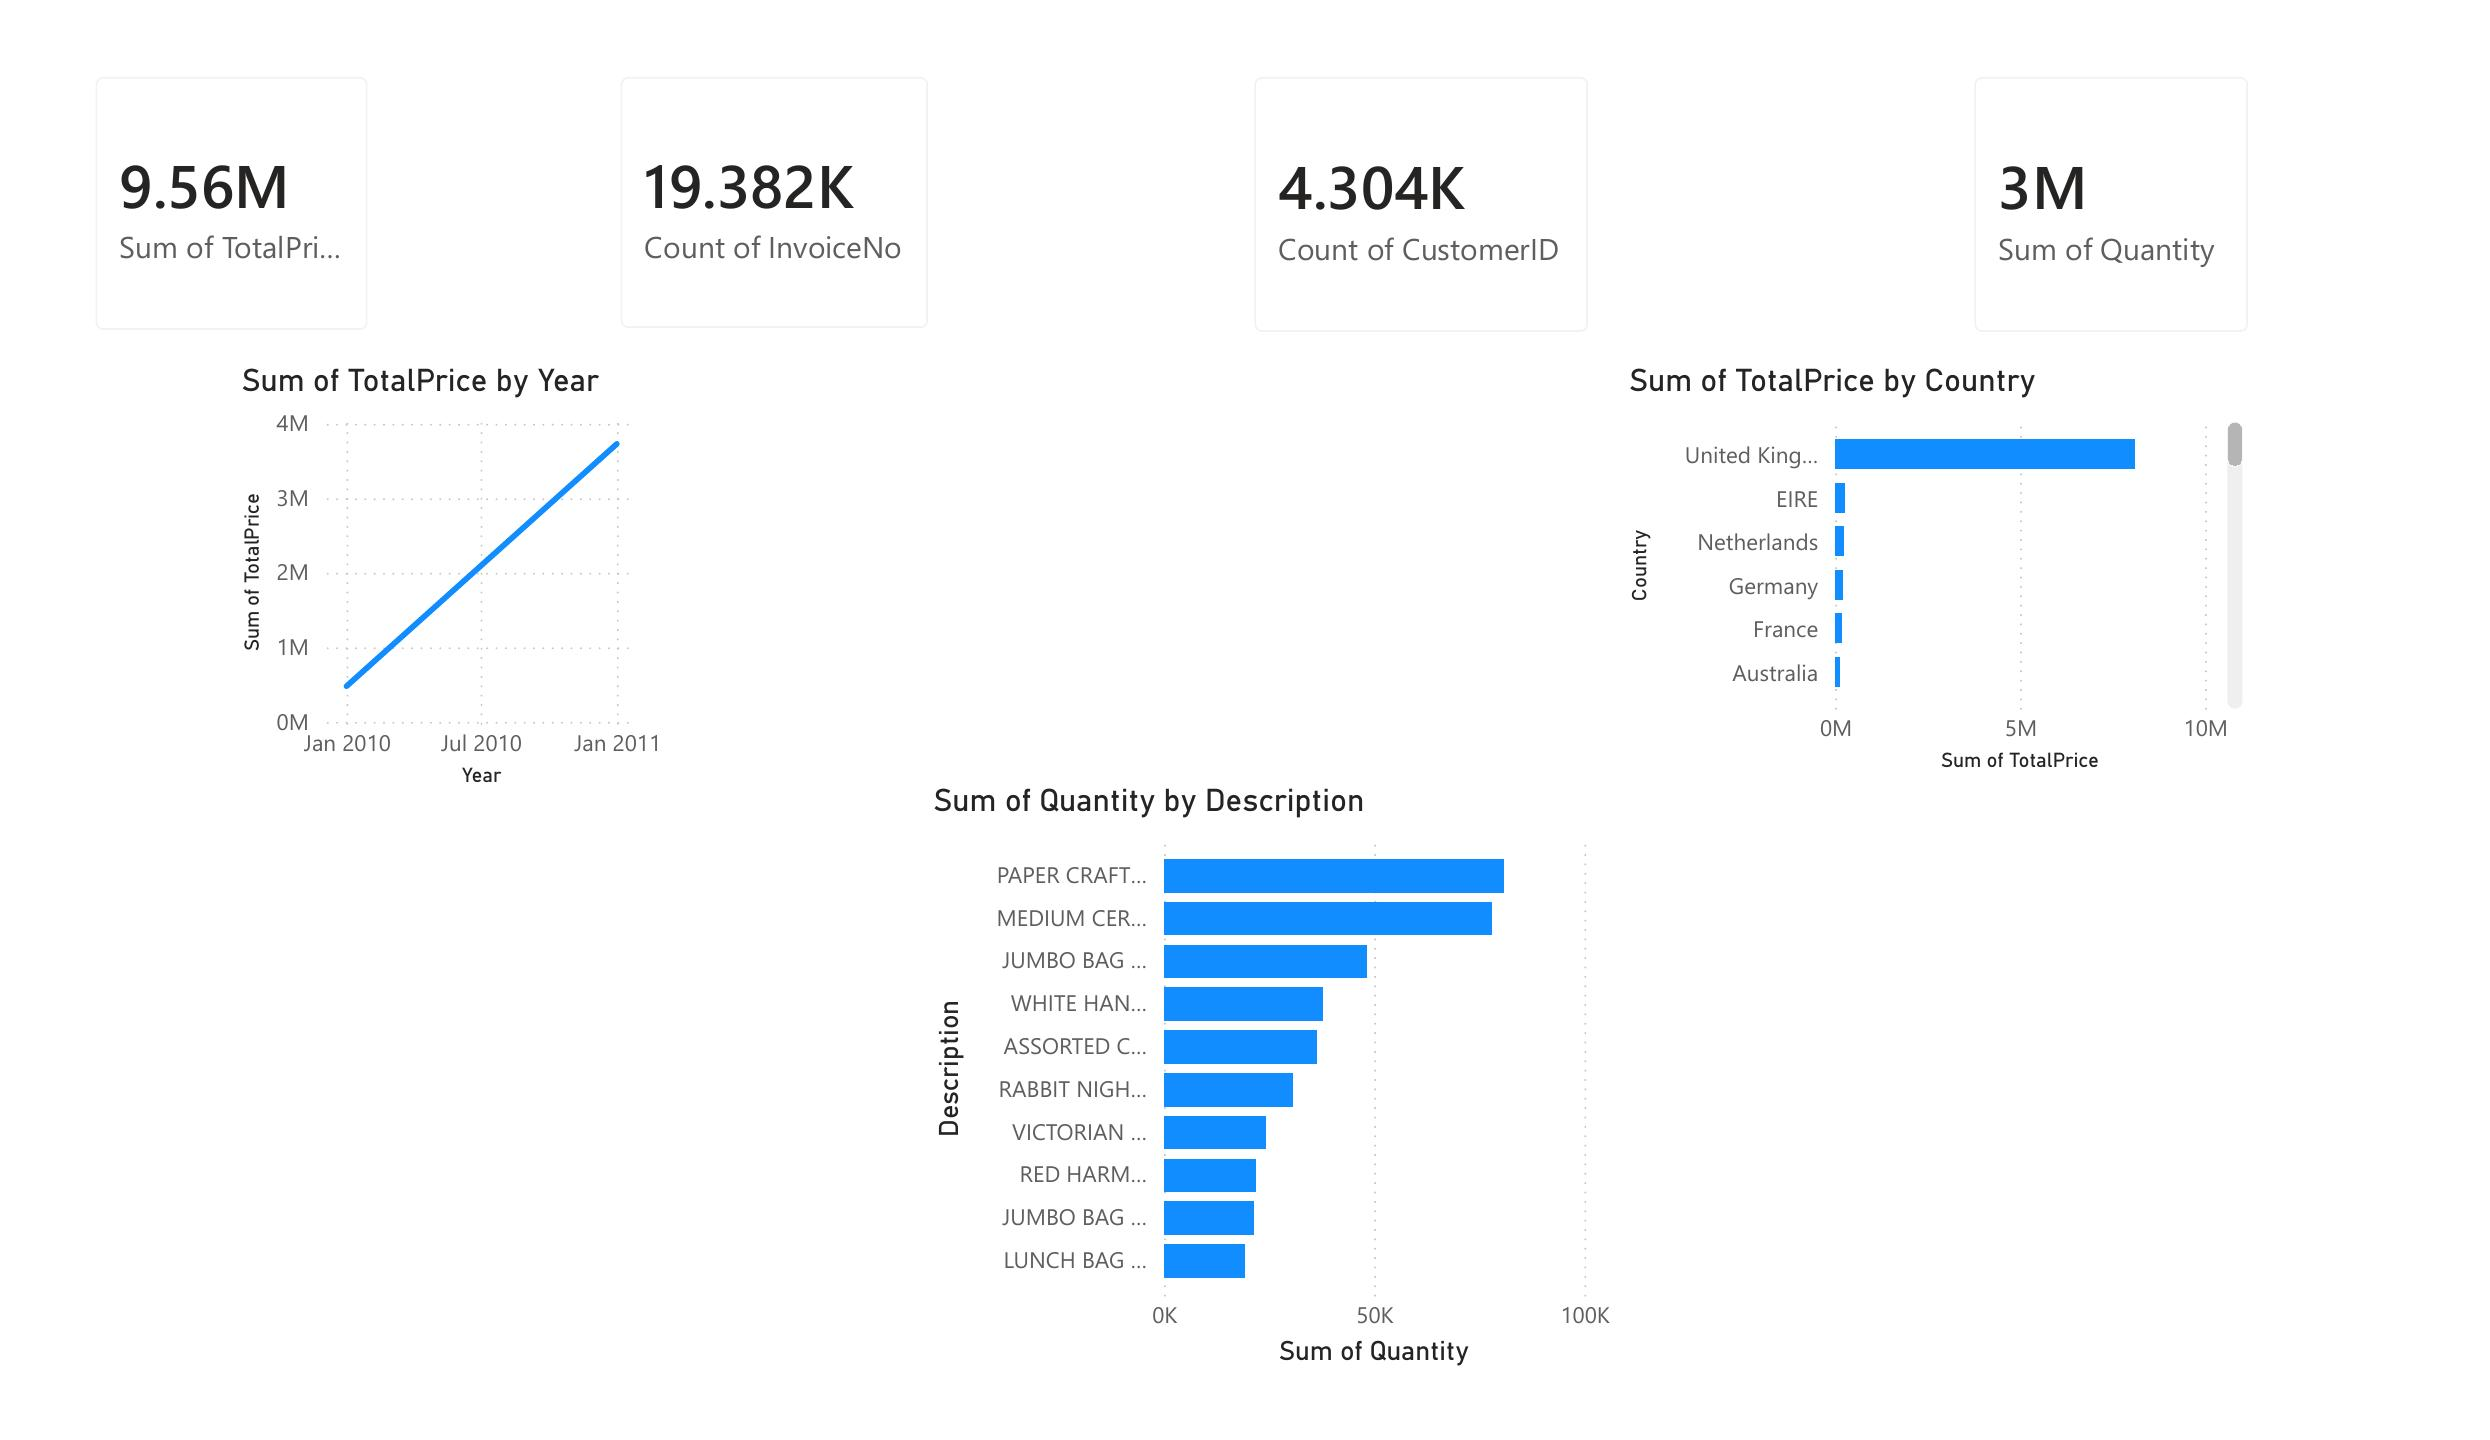 9.56M
Sum of TotalPri...
19.382K
Count of InvoiceNo
4.304K
Count of CustomerID
3M
Sum of Quantity
Sum of TotalPrice by Year
Sum of TotalPrice
4M
3M
2M
1M
0M
Jan 2010
Jul 2010
Jan 2011
Year
Sum of TotalPrice by Country
Country
United King...
EIRE
Netherlands
Germany
France
Australia
0M
5M
10M
Sum of TotalPrice
Sum of Quantity by Description
Description
PAPER CRAFT...
MEDIUM CER...
JUMBO BAG ...
WHITE HAN...
ASSORTED C...
RABBIT NIGH...
VICTORIAN ...
RED HARM...
JUMBO BAG ...
LUNCH BAG ...
0K
50K
100K
Sum of Quantity